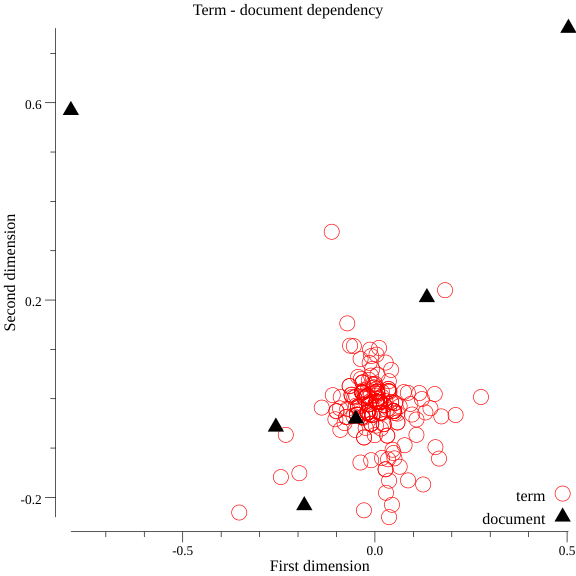 Term - document dependency
0.6
0.2
-0.2
Second dimension
term
document
-0.5
0.0
0.5
First dimension